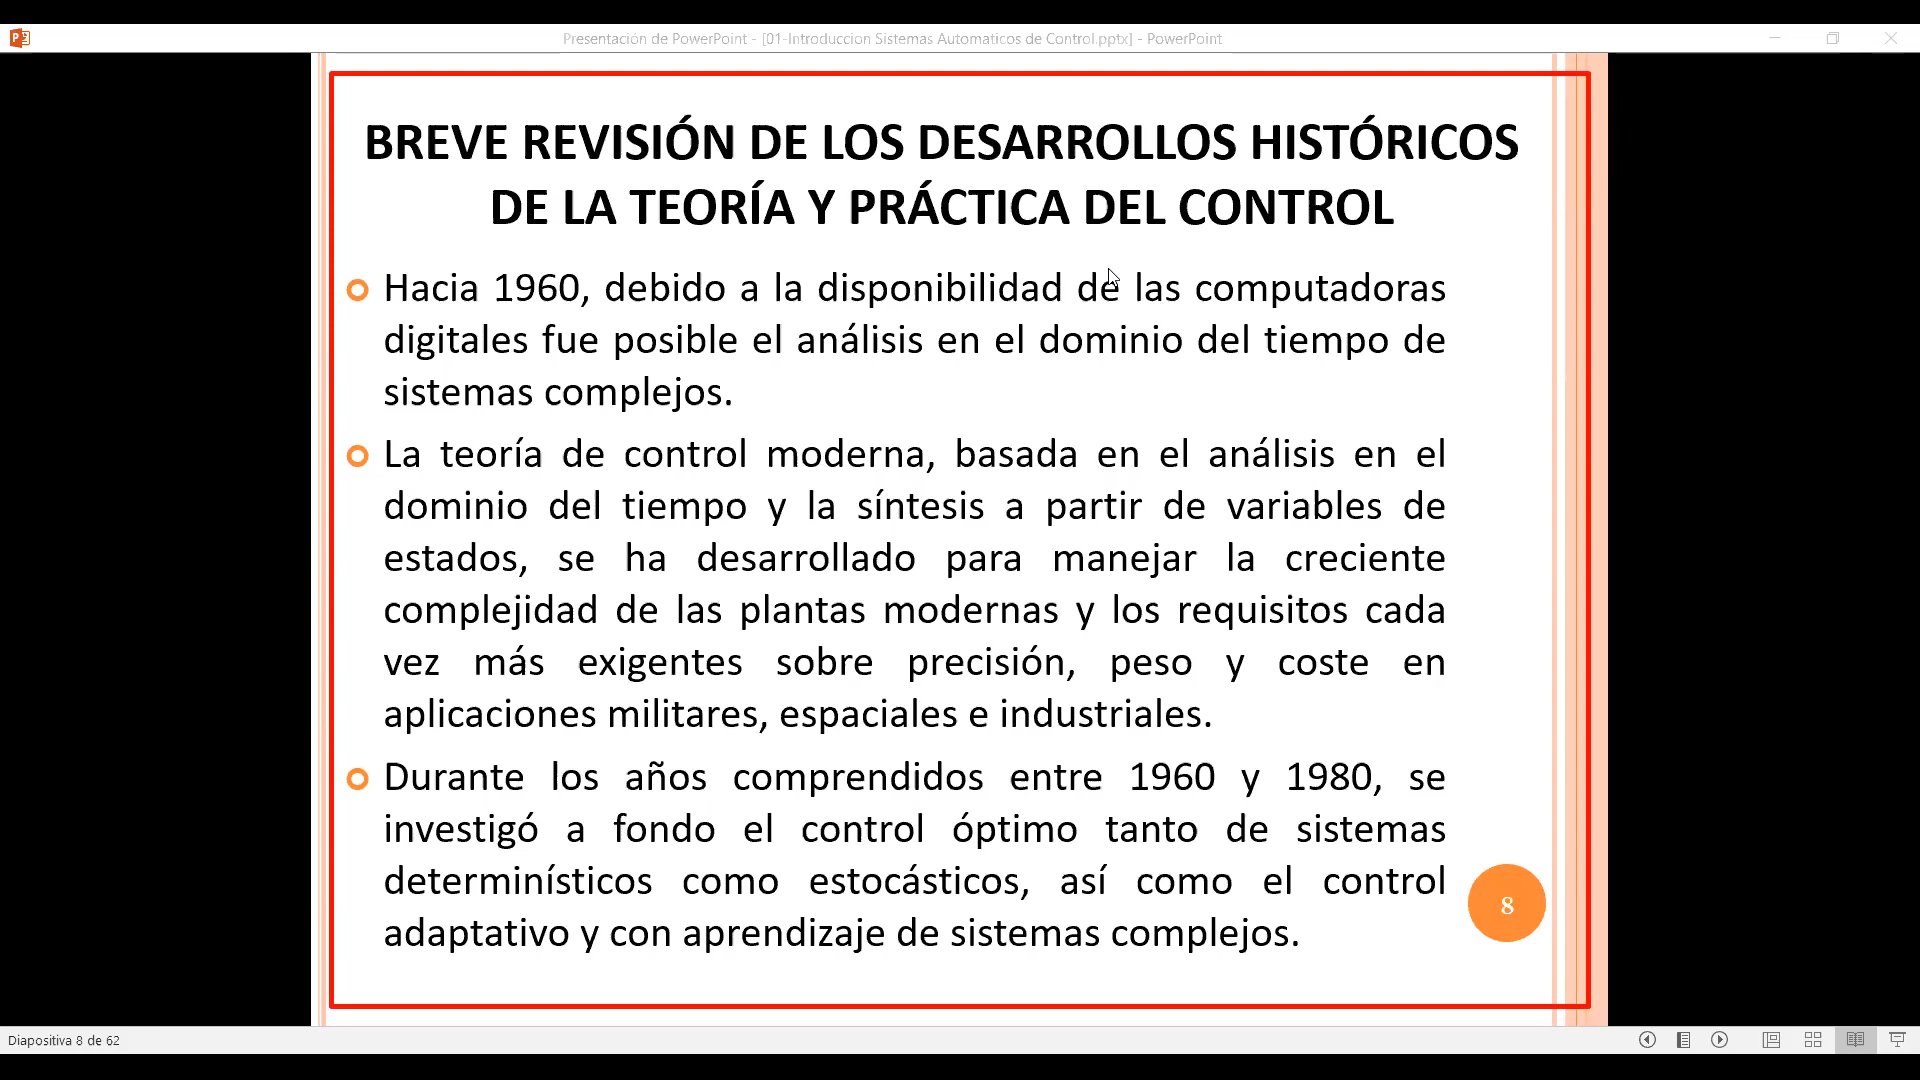 Presentación de PowerPoint - [01-Introduccion Sistemas Automaticos de Control.pptx] - PowerPoint
BREVE REVISIÓN DE LOS DESARROLLOS HISTÓRICOS
DE LA TEORÍA Y PRÁCTICA DEL CONTROL
Hacia 1960, debido a la disponibilidad de las computadoras
digitales fue posible el análisis en el dominio del tiempo de
sistemas complejos.
La teoría de control moderna, basada en el análisis en el
dominio del tiempo y la síntesis a partir de variables de
estados, se ha desarrollado para manejar la creciente
complejidad de las plantas modernas y los requisitos cada
vez más exigentes sobre precisión, peso y coste en
aplicaciones militares, espaciales e industriales.
Durante los años comprendidos entre 1960 y 1980, se
investigó a fondo el control óptimo tanto de sistemas
determinísticos como estocásticos, así como el control
adaptativo y con aprendizaje de sistemas complejos.
8
Diapositiva 8 de 62